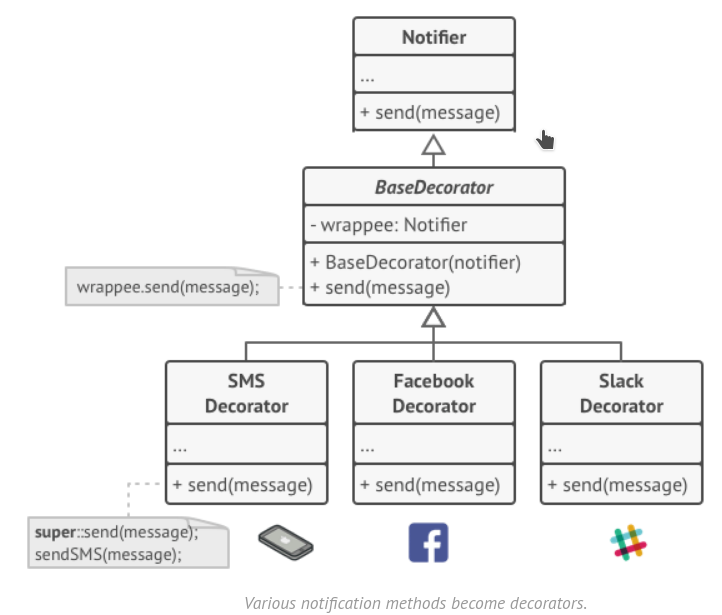 Notifier
...
+ send(message)
BaseDecorator
- wrappee: Notifier
+ BaseDecorator(notifier)
+ send(message)
wrappee.send(message);
SMS
Decorator
...
+ send(message)
Facebook
Decorator
...
+ send(message)
Slack
Decorator
...
+ send(message)
super::send(message);
sendSMS(message);
Various notification methods become decorators.